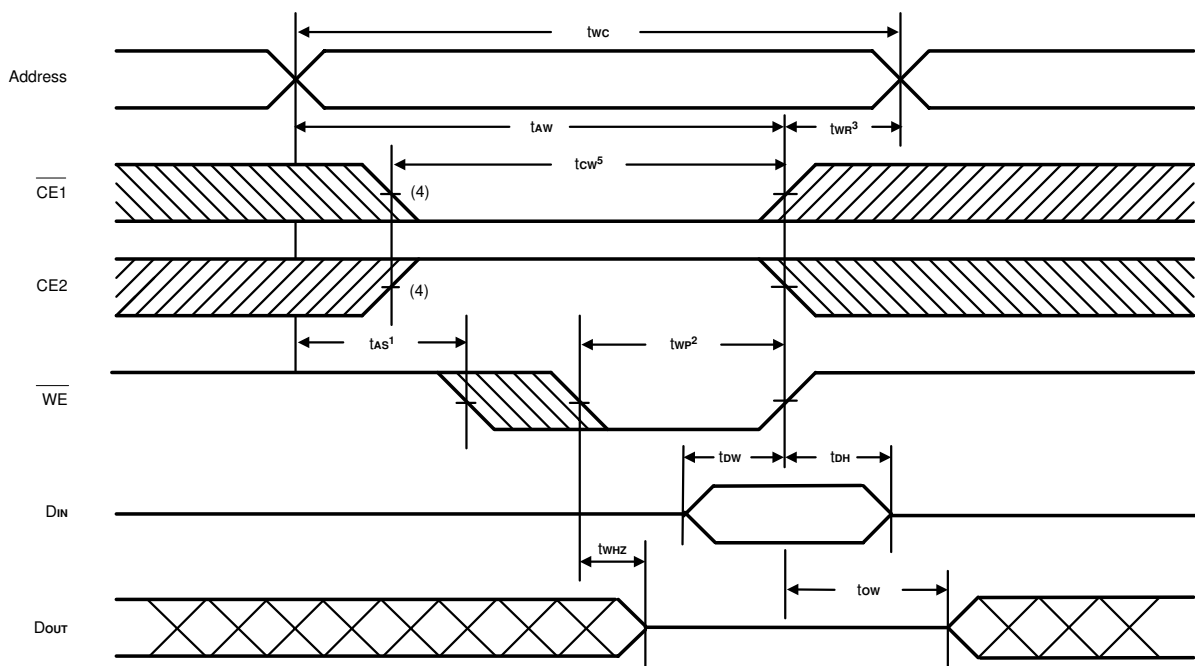 twc
Address
tAW
tWR³
tCW⁵
CE1
(4)
CE2
(4)
tAS¹
tWP²
WE
tDW
tDH
DIN
tWHZ
tOW
DOUT